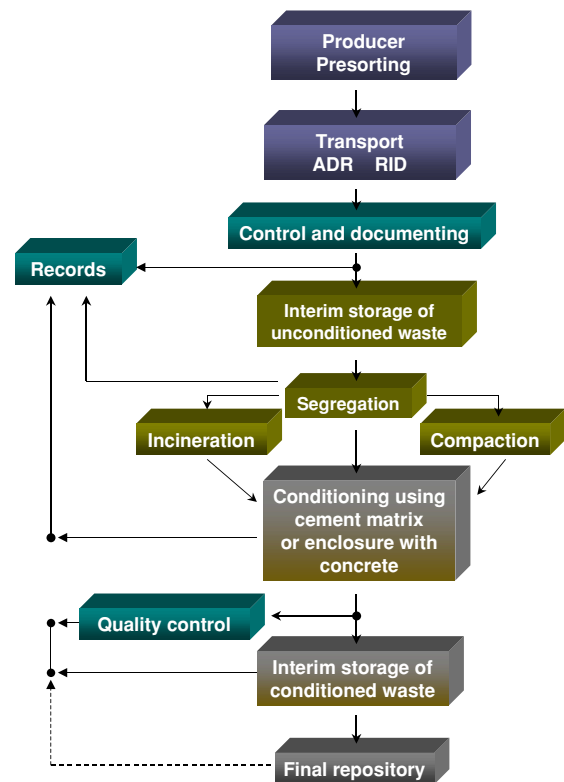 Producer
Presorting
Transport
ADR RID
Control and documenting
Records
Interim storage of
unconditioned waste
Segregation
Incineration
Compaction
Conditioning using
cement matrix
or enclosure with
concrete
Quality control
Interim storage of
conditioned waste
Final repository